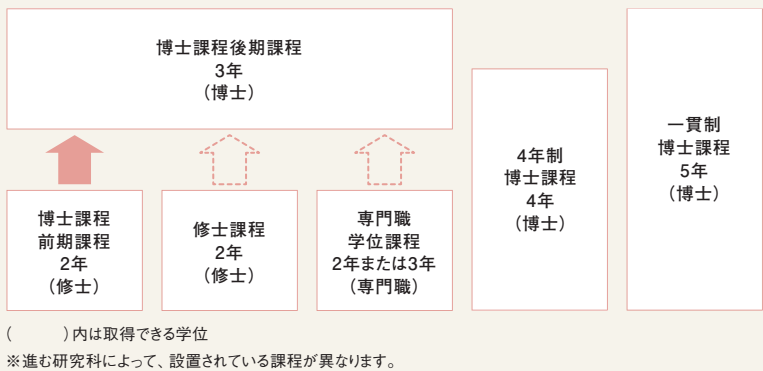 博士課程後期課程
3年
(博士)
博士課程
前期課程
2年
(修士)
修士課程
2年
(修士)
専門職
学位課程
2年または3年
(専門職)
4年制
博士課程
4年
(博士)
一貫制
博士課程
5年
(博士)
(　　　)内は取得できる学位
※進む研究科によって、設置されている課程が異なります。